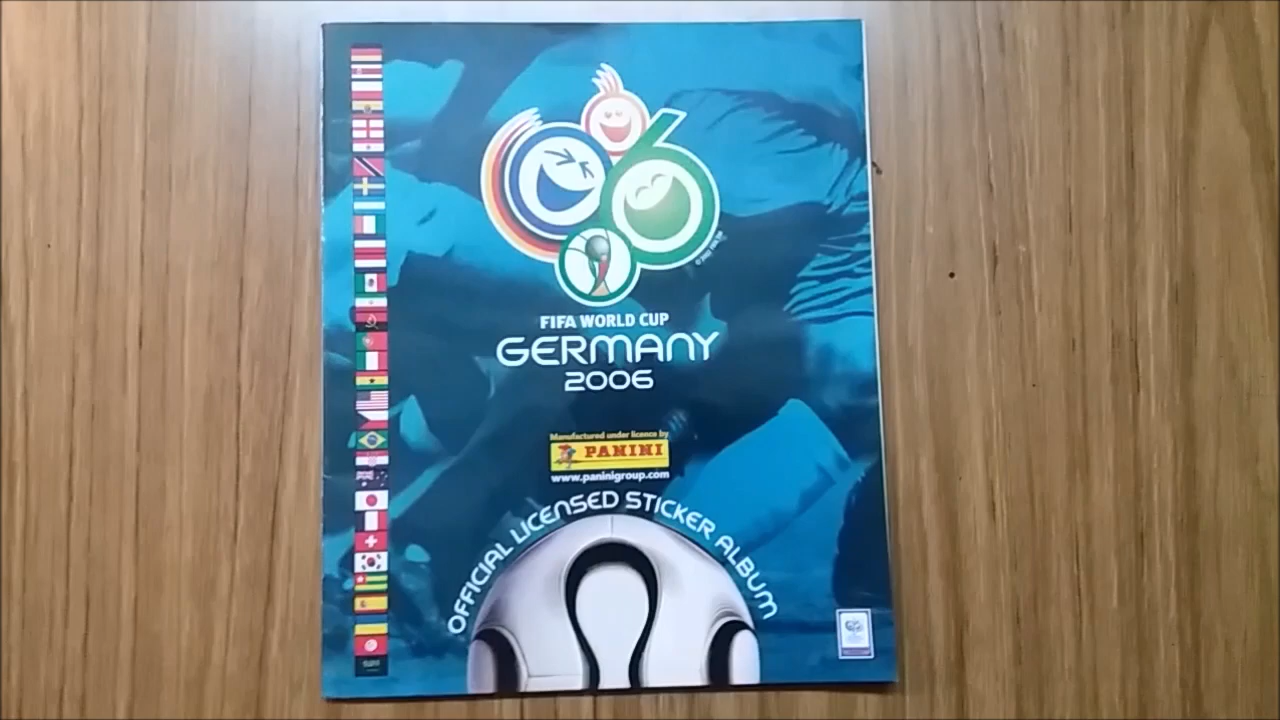 FIFA WORLD CUP
GERMANY
2006
Manufactured under licence by
PANINI
www.paninigroup.com
OFFICIAL LICENSED STICKER ALBUM